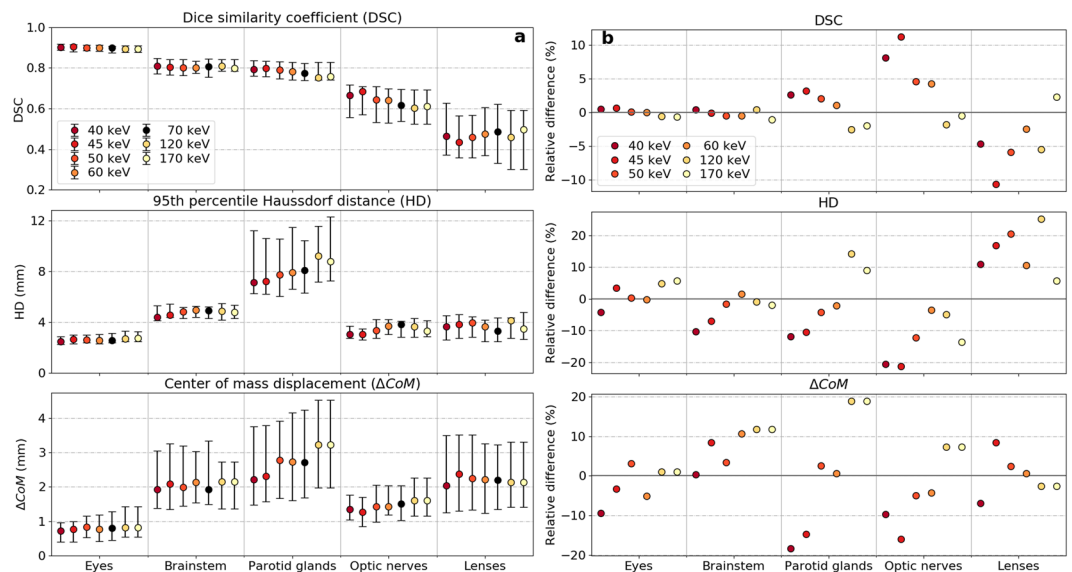 Dice similarity coefficient (DSC)
a
DSC
1.0
0.8
0.6
0.4
0.2
40 keV
45 keV
50 keV
60 keV
70 keV
120 keV
170 keV
95th percentile Haussdorf distance (HD)
HD (mm)
12
8
4
0
Center of mass displacement (ΔCoM)
ΔCoM (mm)
4
3
2
1
0
Eyes Brainstem Parotid glands Optic nerves Lenses
DSC
b
Relative difference (%)
10
5
0
−5
−10
40 keV
45 keV
50 keV
60 keV
120 keV
170 keV
HD
Relative difference (%)
20
10
0
−10
−20
ΔCoM
Relative difference (%)
20
10
0
−10
−20
Eyes Brainstem Parotid glands Optic nerves Lenses